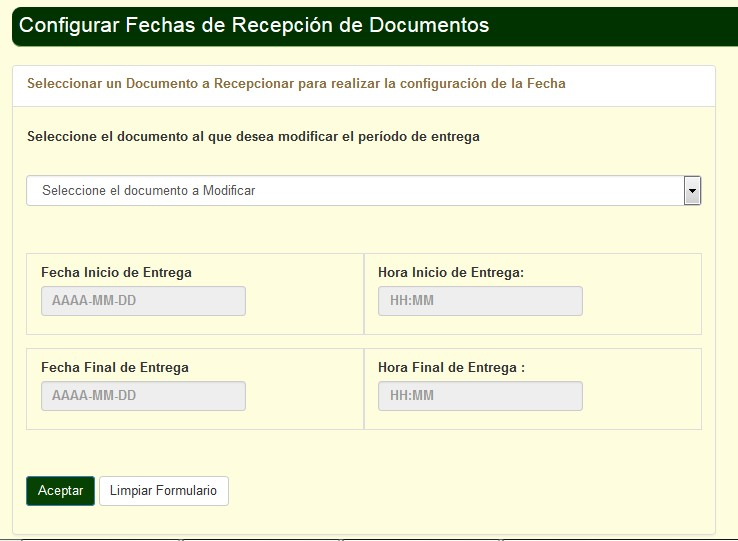 Configurar Fechas de Recepción de Documentos
Seleccionar un Documento a Recepcionar para realizar la configuración de la Fecha
Seleccione el documento al que desea modificar el período de entrega
Seleccione el documento a Modificar
Fecha Inicio de Entrega
Hora Inicio de Entrega:
AAAA-MM-DD
HH:MM
Fecha Final de Entrega
Hora Final de Entrega :
AAAA-MM-DD
HH:MM
Aceptar
Limpiar Formulario